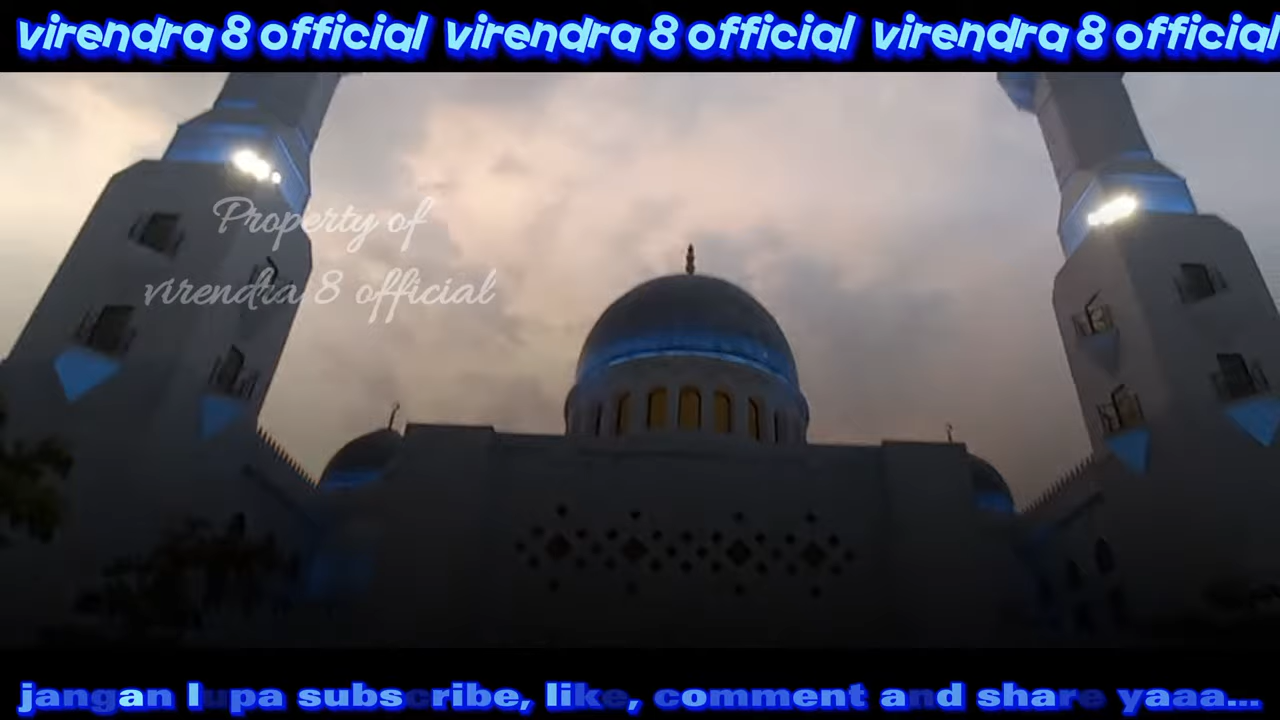 virendra 8 official virendra 8 official virendra 8 official
Property of
virendra 8 official
jangan lupa subscribe, like, comment and share yaaa...